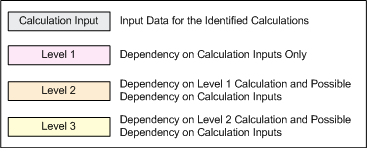 Calculation Input
Input Data for the Identified Calculations
Level 1
Dependency on Calculation Inputs Only
Level 2
Dependency on Level 1 Calculation and Possible
Dependency on Calculation Inputs
Level 3
Dependency on Level 2 Calculation and Possible
Dependency on Calculation Inputs